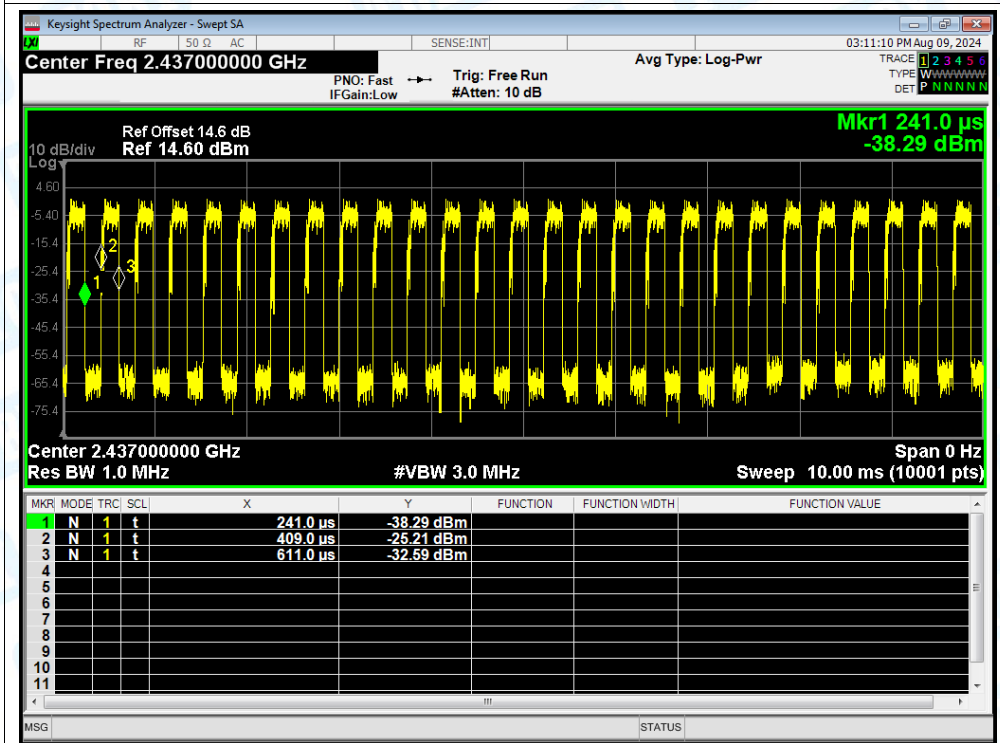 Keysight Spectrum Analyzer - Swept SA
LXI RF 50 Ω AC SENSE:INT 03:11:10 PM Aug 09, 2024
Center Freq 2.437000000 GHz Avg Type: Log-Pwr TRACE 1 2 3 4 5 6
PNO: Fast Trig: Free Run TYPE WWWWWWW
IFGain:Low #Atten: 10 dB DET P N N N N N
Ref Offset 14.6 dB Mkr1 241.0 µs
10 dB/div Ref 14.60 dBm -38.29 dBm
Log
4.60
-5.40
-15.4
-25.4
-35.4
-45.4
-55.4
-65.4
-75.4
1
2
3
Center 2.437000000 GHz Span 0 Hz
Res BW 1.0 MHz #VBW 3.0 MHz Sweep 10.00 ms (10001 pts)
MKR MODE TRC SCL X Y FUNCTION FUNCTION WIDTH FUNCTION VALUE
1 N 1 t 241.0 µs -38.29 dBm
2 N 1 t 409.0 µs -25.21 dBm
3 N 1 t 611.0 µs -32.59 dBm
4
5
6
7
8
9
10
11
MSG STATUS